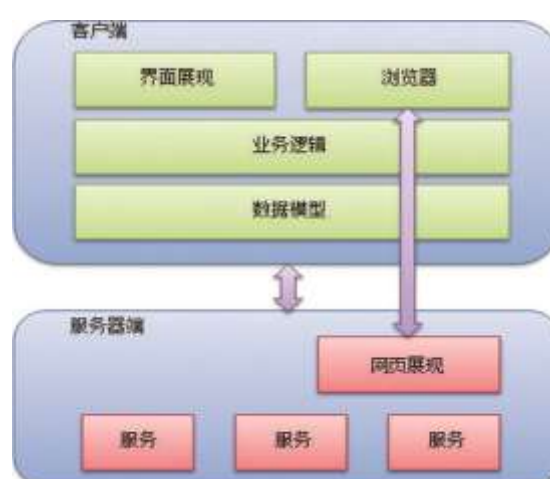 客户端
界面展现 浏览器
业务逻辑
数据模型
服务器端
网页展现
服务 服务 服务